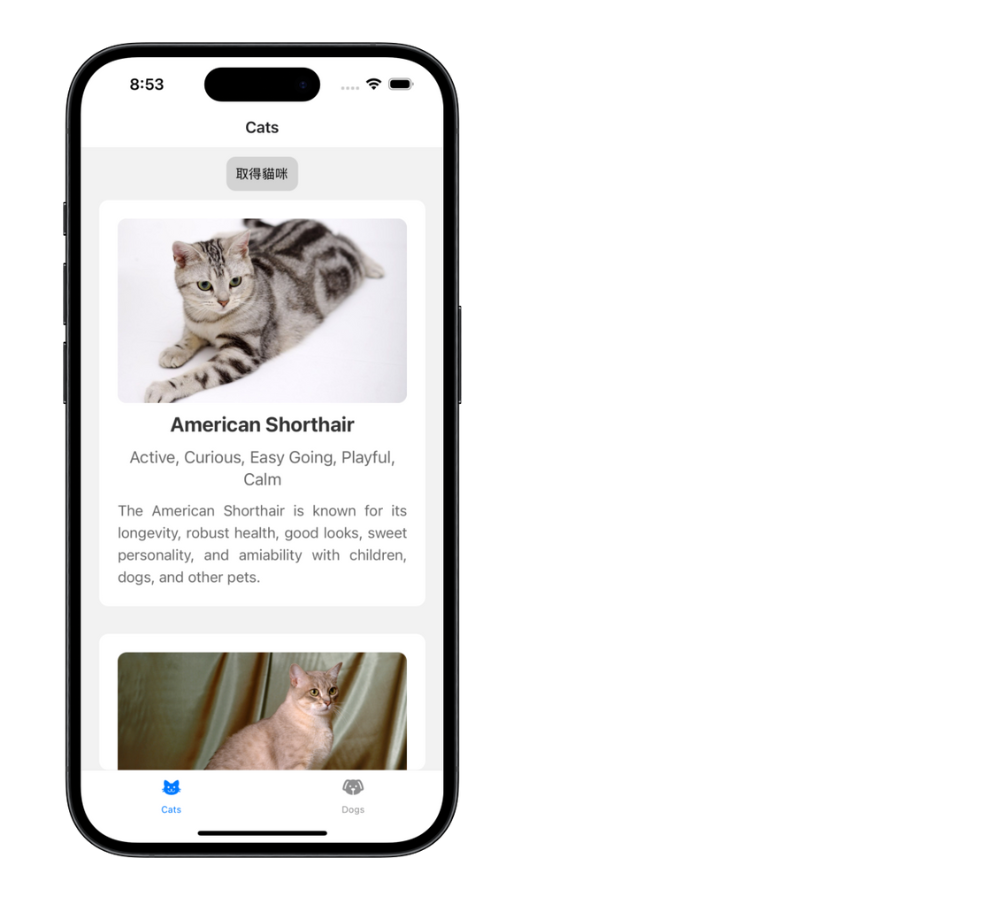 8:53
Cats
取得貓咪
American Shorthair
Active, Curious, Easy Going, Playful,
Calm
The American Shorthair is known for its
longevity, robust health, good looks, sweet
personality, and amiability with children,
dogs, and other pets.
Cats
Dogs